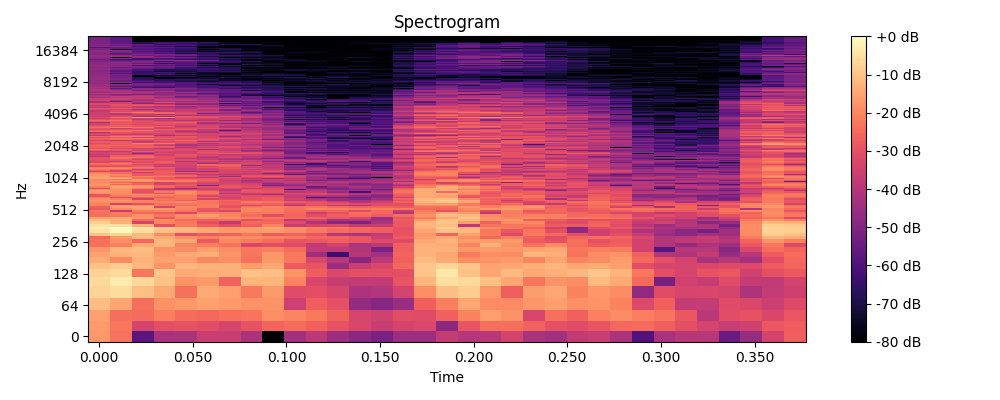 Spectrogram
Hz
16384
8192
4096
2048
1024
512
256
128
64
0
0.000 0.050 0.100 0.150 0.200 0.250 0.300 0.350
Time
+0 dB
-10 dB
-20 dB
-30 dB
-40 dB
-50 dB
-60 dB
-70 dB
-80 dB